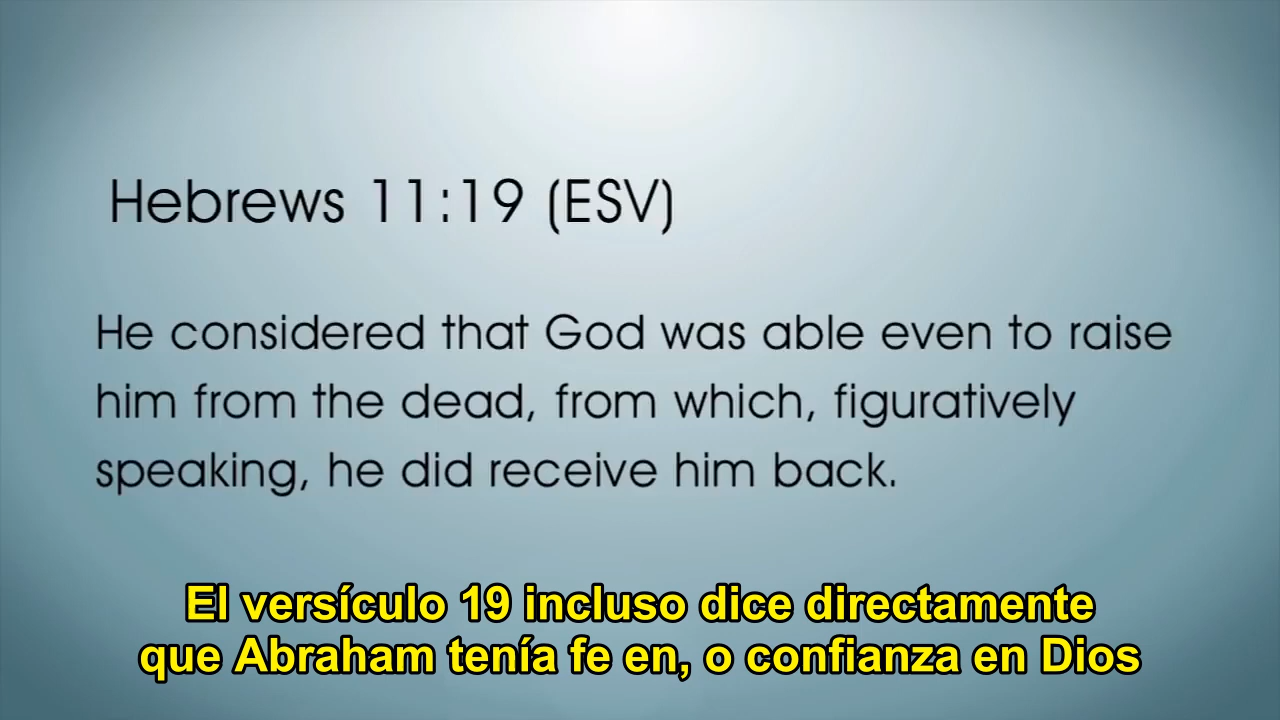 Hebrews 11:19 (ESV)
He considered that God was able even to raise
him from the dead, from which, figuratively
speaking, he did receive him back.
El versículo 19 incluso dice directamente
que Abraham tenía fe en, o confianza en Dios